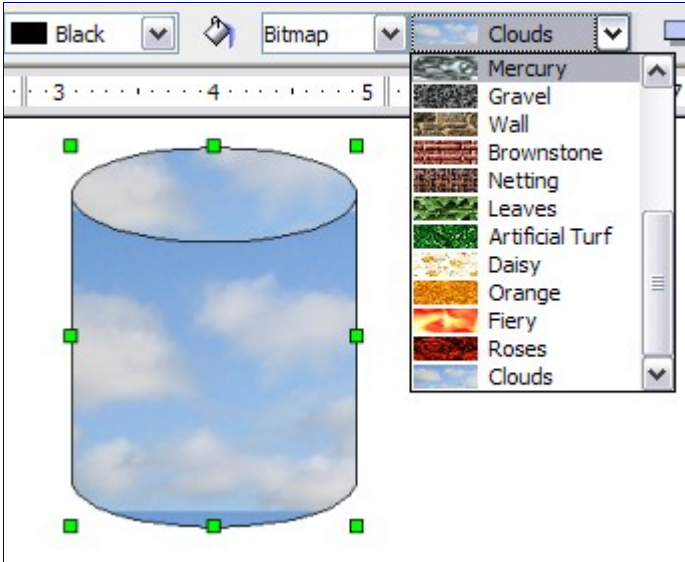 Black Bitmap Clouds
3 4 5 7
Mercury
Gravel
Wall
Brownstone
Netting
Leaves
Artificial Turf
Daisy
Orange
Fiery
Roses
Clouds